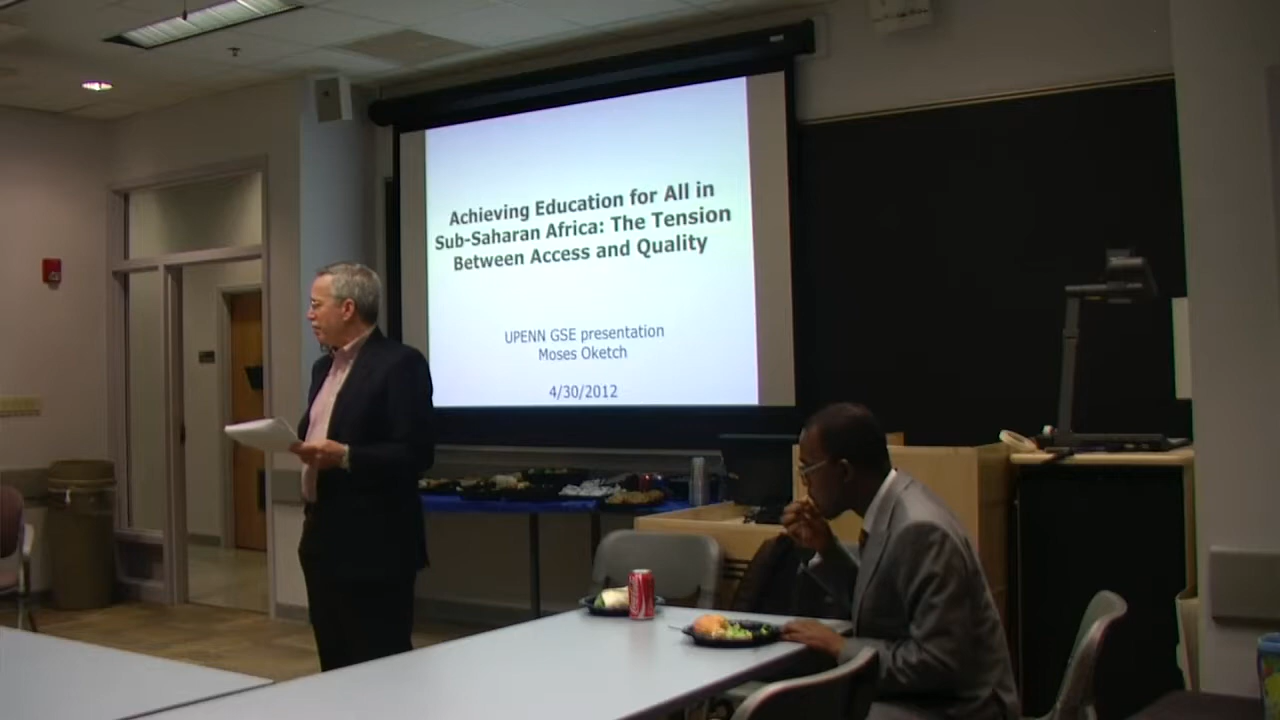 Achieving Education for All in
Sub-Saharan Africa: The Tension
Between Access and Quality
UPENN GSE presentation
Moses Oketch
4/30/2012